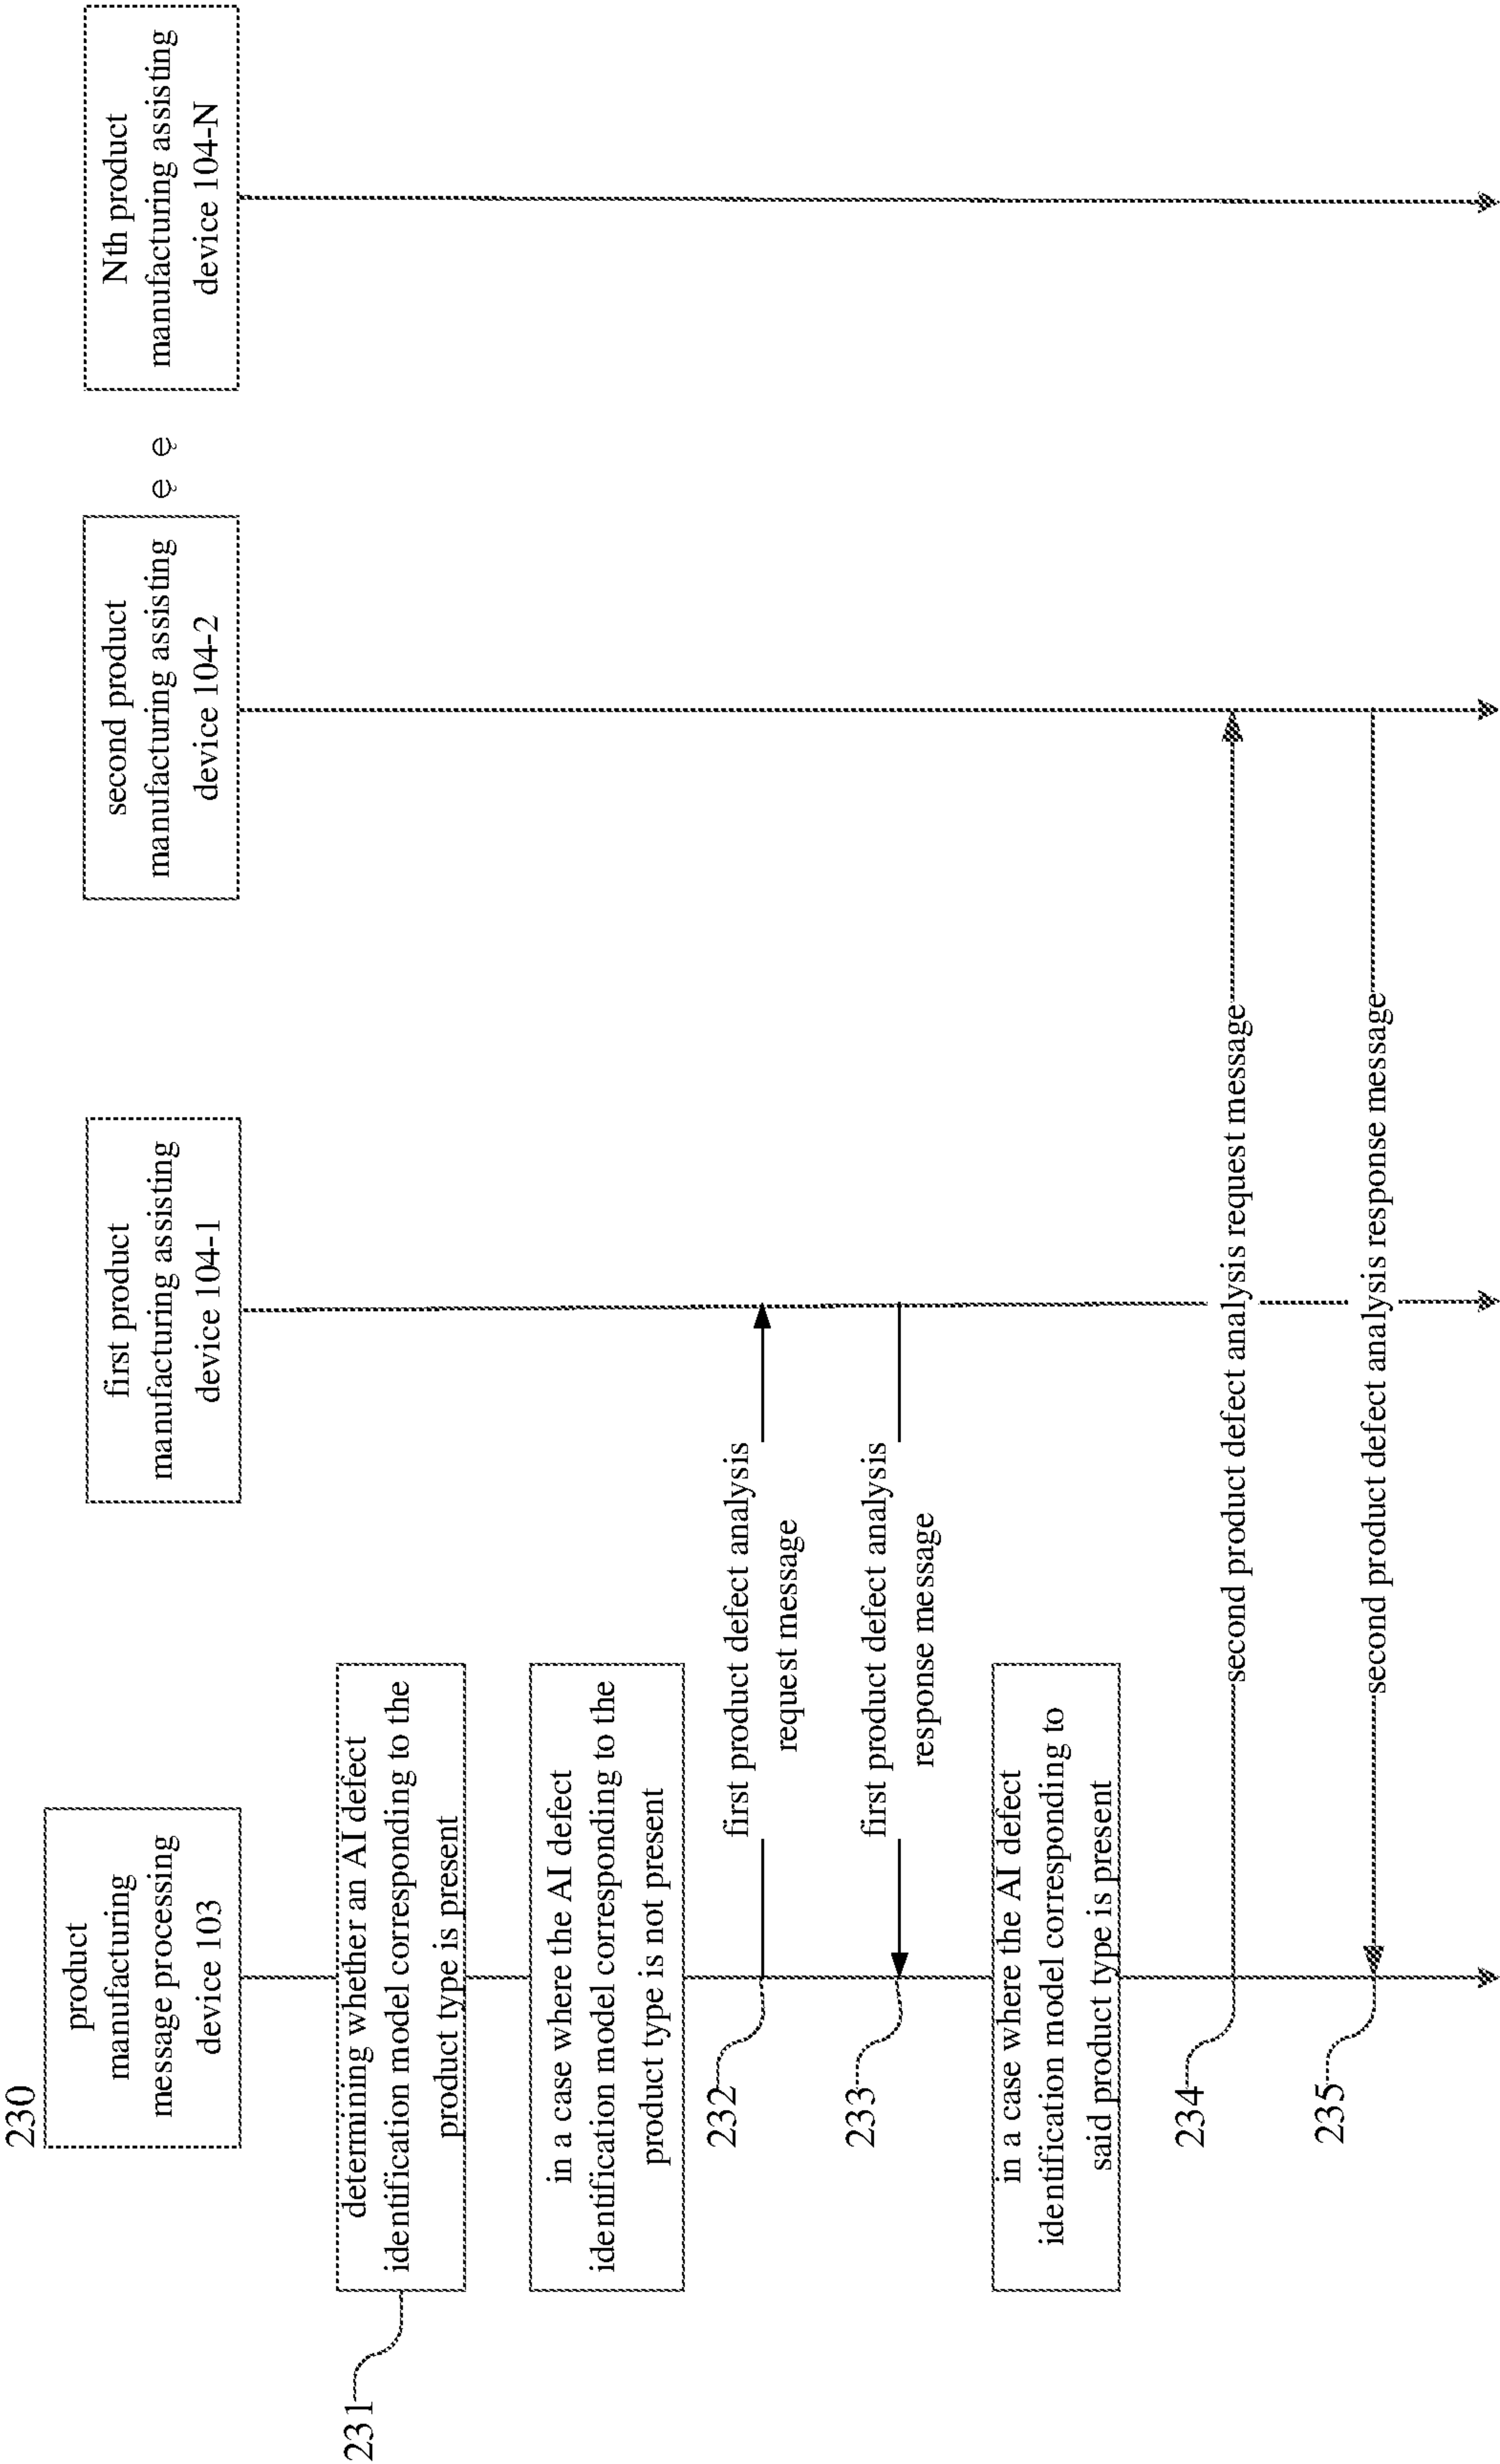 230
product
manufacturing
message processing
device 103
first product
manufacturing assisting
device 104-1
second product
manufacturing assisting
device 104-2
e e
Nth product
manufacturing assisting
device 104-N
231
determining whether an AI defect
identification model corresponding to the
product type is present
in a case where the AI defect
identification model corresponding to the
product type is not present
232
first product defect analysis
request message
233
first product defect analysis
response message
in a case where the AI defect
identification model corresponding to
said product type is present
234
second product defect analysis request message
235
second product defect analysis response message